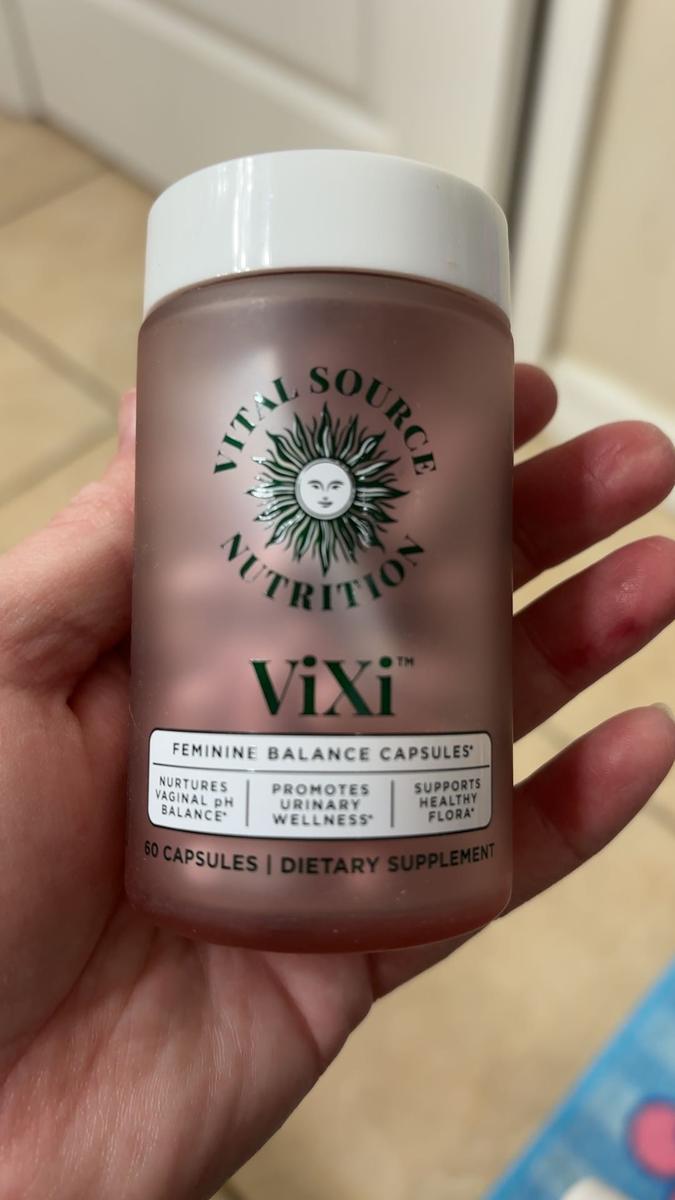 VITAL SOURCE
NUTRITION
ViXi™
FEMININE BALANCE CAPSULES*
NURTURES
VAGINAL pH
BALANCE*
PROMOTES
URINARY
WELLNESS*
SUPPORTS
HEALTHY
FLORA*
60 CAPSULES | DIETARY SUPPLEMENT